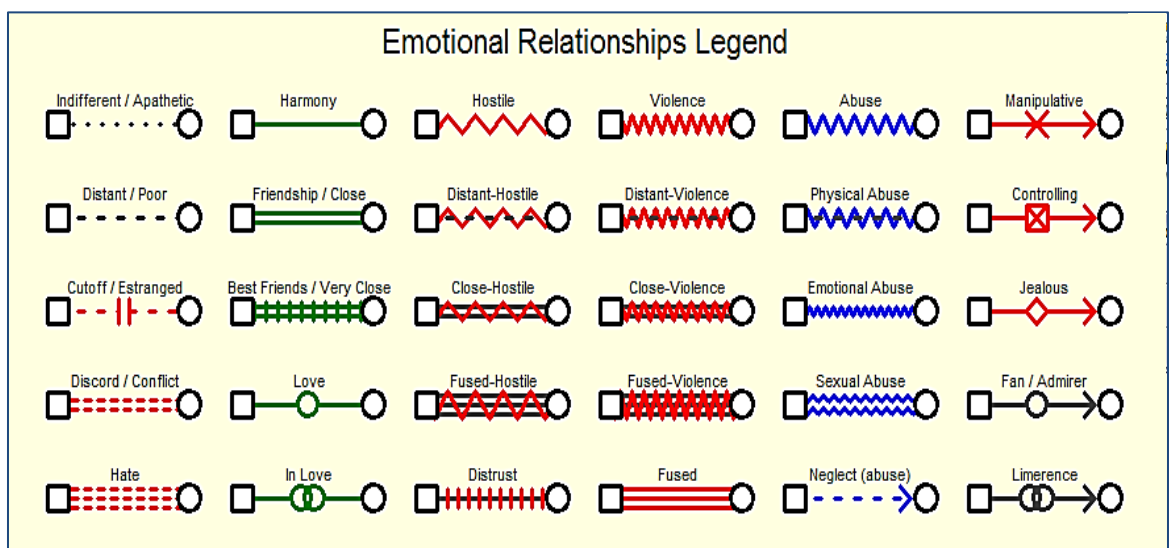 Emotional Relationships Legend
Indifferent / Apathetic
Harmony
Hostile
Violence
Abuse
Manipulative
Distant / Poor
Friendship / Close
Distant-Hostile
Distant-Violence
Physical Abuse
Controlling
Cutoff / Estranged
Best Friends / Very Close
Close-Hostile
Close-Violence
Emotional Abuse
Jealous
Discord / Conflict
Love
Fused-Hostile
Fused-Violence
Sexual Abuse
Fan / Admirer
Hate
In Love
Distrust
Fused
Neglect (abuse)
Limerence